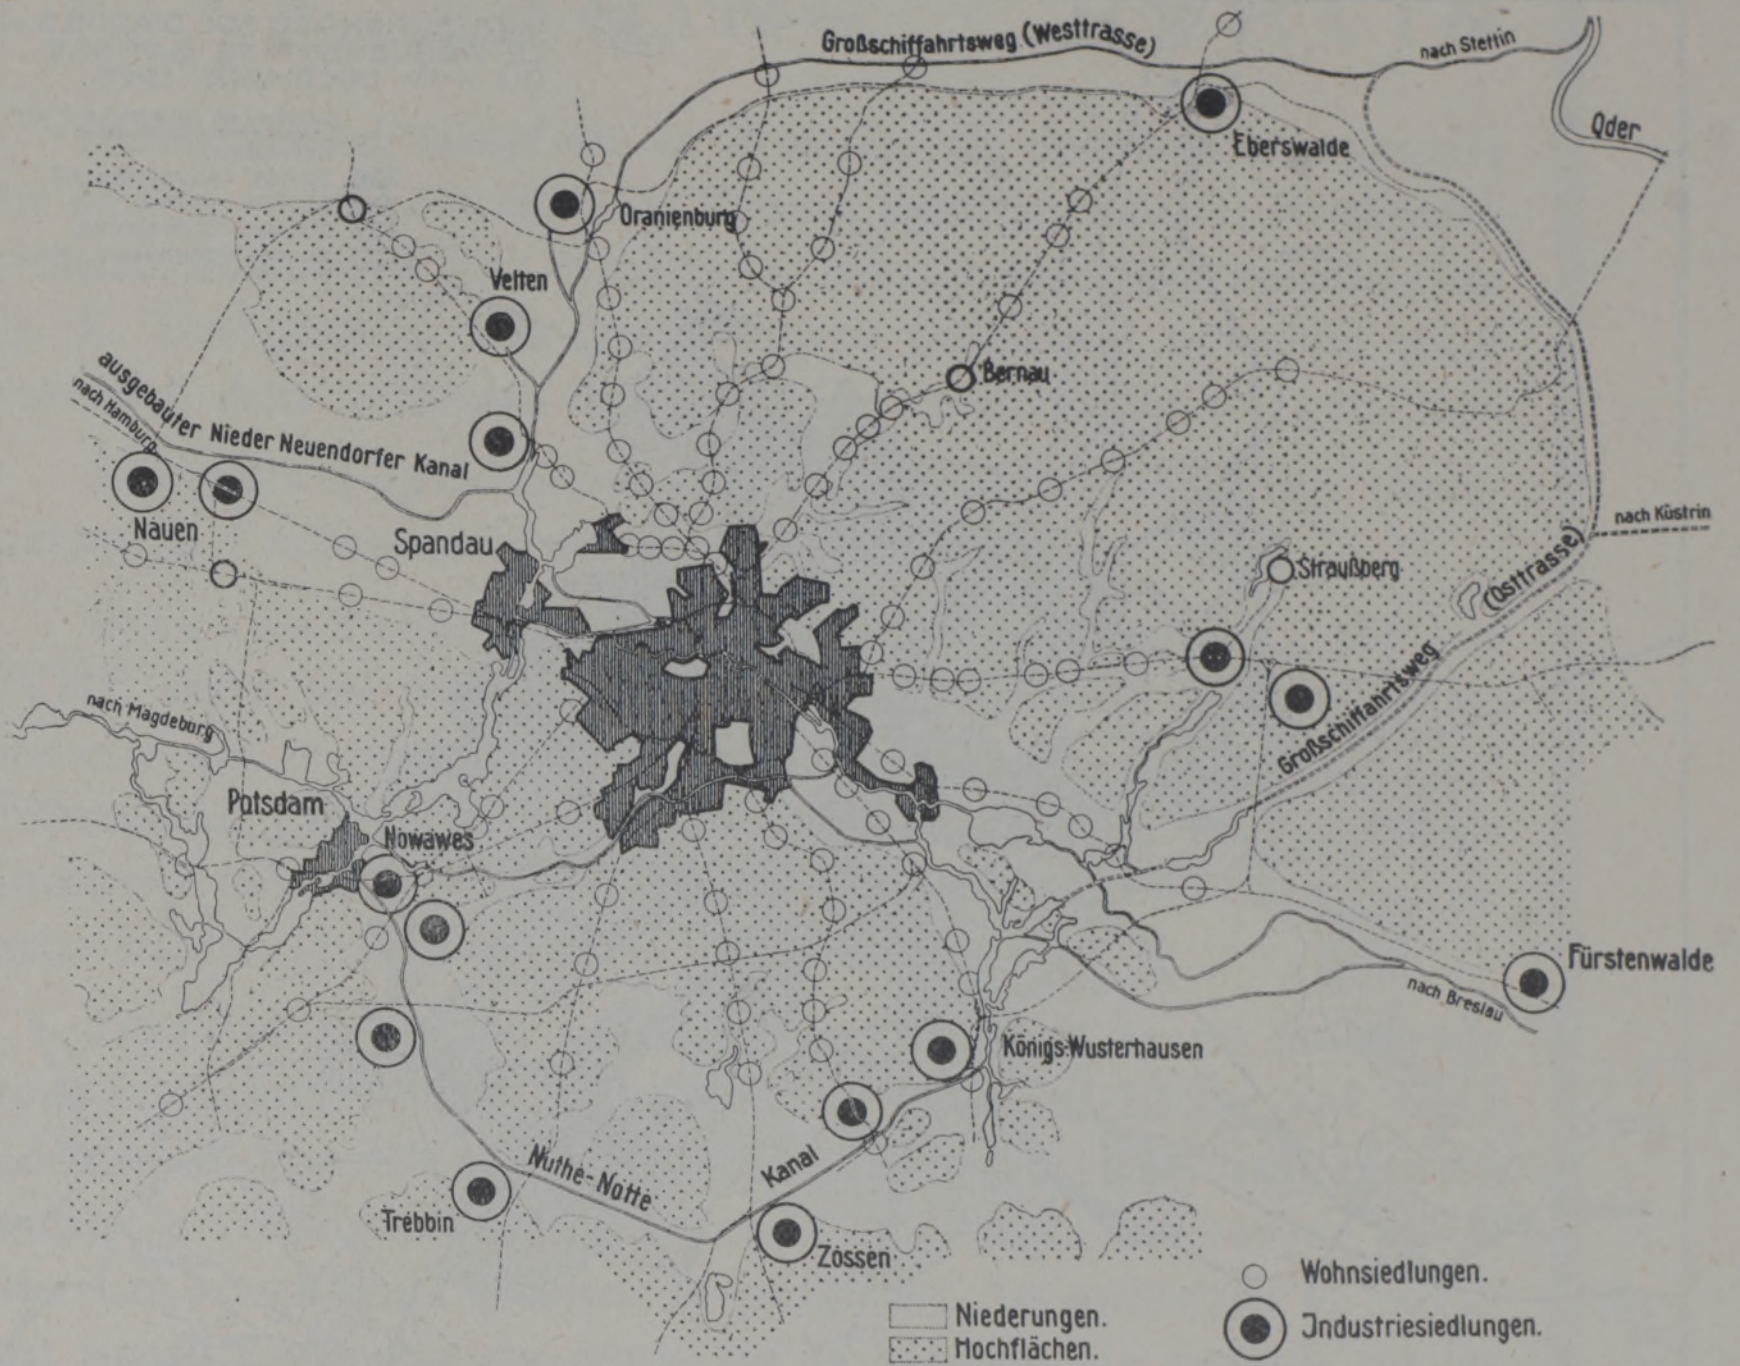 Großschiffahrtsweg (Westtrasse)
nach Stettin
Oder
Eberswalde
Oranienburg
Velten
Bernau
ausgebauter Nieder Neuendorfer Kanal
nach Hamburg
Nauen
Spandau
nach Küstrin
Straußberg
(Osttrasse)
Großschiffahrtsweg
nach Magdeburg
Potsdam
Nowawes
Fürstenwalde
nach Breslau
Königs-Wusterhausen
Nuthe-Notte
Kanal
Trebbin
Zossen
Wohnsiedlungen.
Niederungen.
Industriesiedlungen.
Hochflächen.